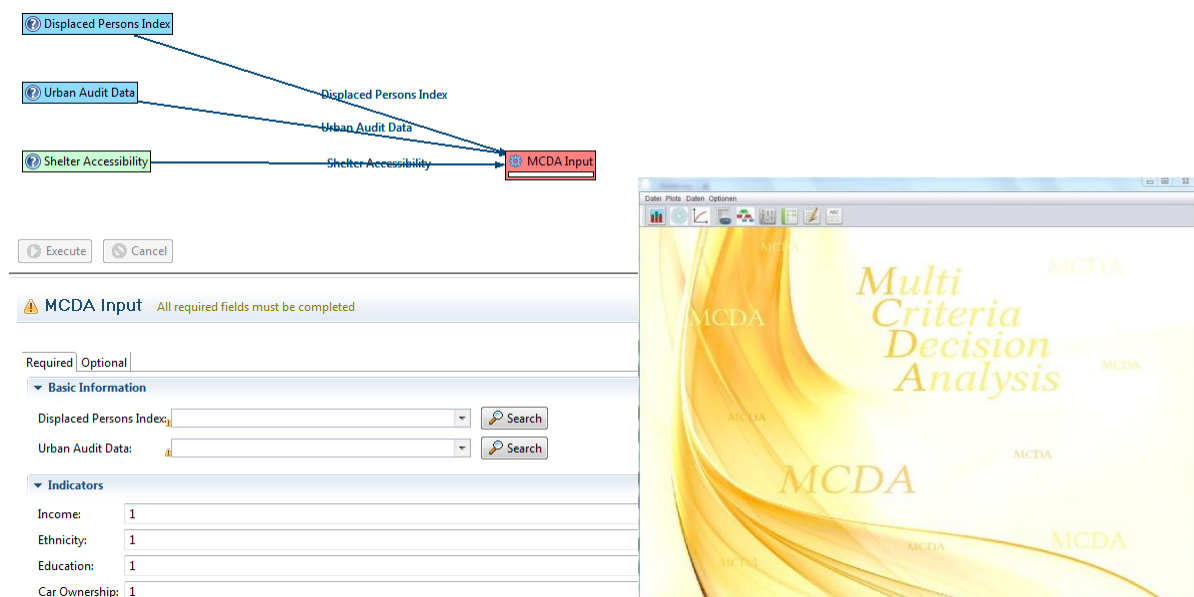 Displaced Persons Index
Urban Audit Data
Displaced Persons Index
Urban Audit Data
Shelter Accessibility
Shelter Accessibility
MCDA Input
Execute
Cancel
MCDA Input
All required fields must be completed
Required
Optional
Basic Information
Displaced Persons Index:
Search
Urban Audit Data:
Search
Indicators
Income:
1
Ethnicity:
1
Education:
1
Car Ownership:
1
Datei Plots Daten Optionen
ABC
MCDA
MCDA
MCDA
Multi
Criteria
Decision
Analysis
MCDA
MCDA
MCDA
MCDA
MCDA
MCDA
MCDA